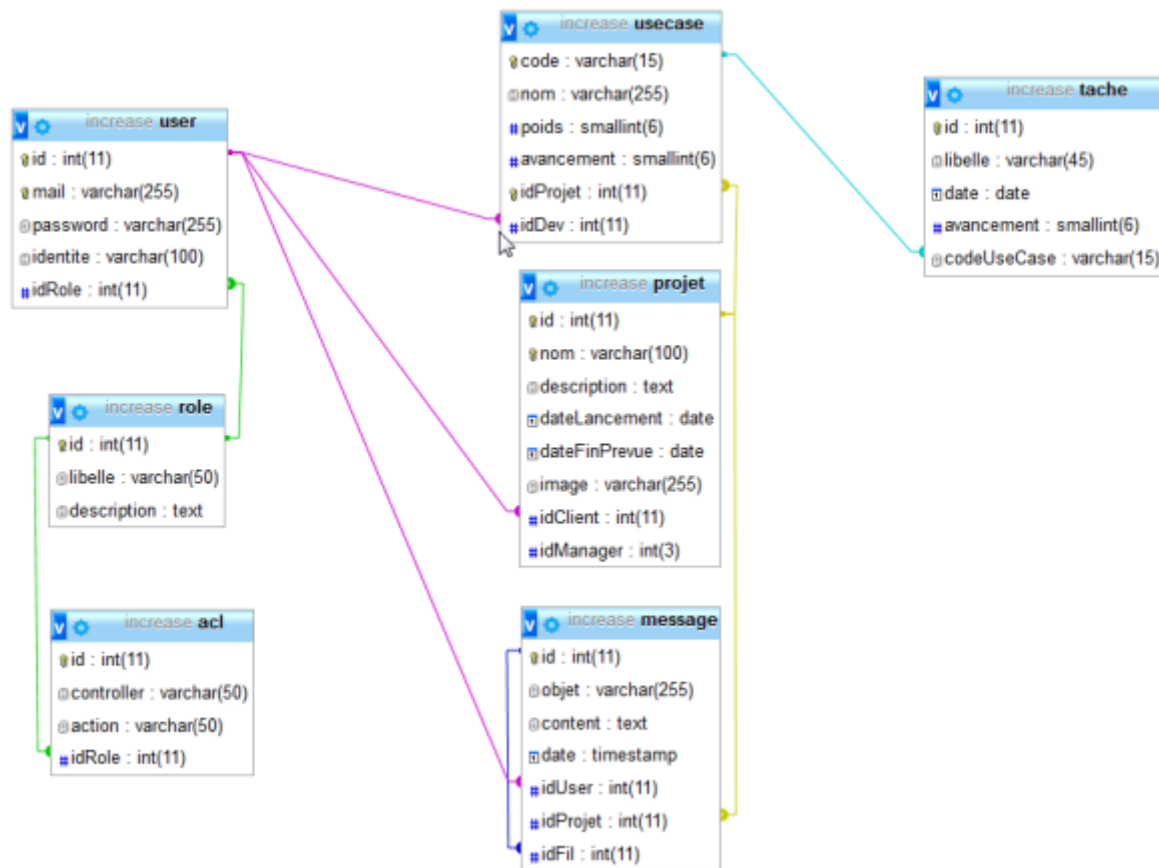 increase user
id : int(11)
mail : varchar(255)
password : varchar(255)
identite : varchar(100)
idRole : int(11)
increase role
id : int(11)
libelle : varchar(50)
description : text
increase acl
id : int(11)
controller : varchar(50)
action : varchar(50)
idRole : int(11)
increase usecase
code : varchar(15)
nom : varchar(255)
poids : smallint(6)
avancement : smallint(6)
idProjet : int(11)
idDev : int(11)
increase projet
id : int(11)
nom : varchar(100)
description : text
dateLancement : date
dateFinPrevue : date
image : varchar(255)
idClient : int(11)
idManager : int(3)
increase message
id : int(11)
objet : varchar(255)
content : text
date : timestamp
idUser : int(11)
idProjet : int(11)
idFil : int(11)
increase tache
id : int(11)
libelle : varchar(45)
date : date
avancement : smallint(6)
codeUseCase : varchar(15)